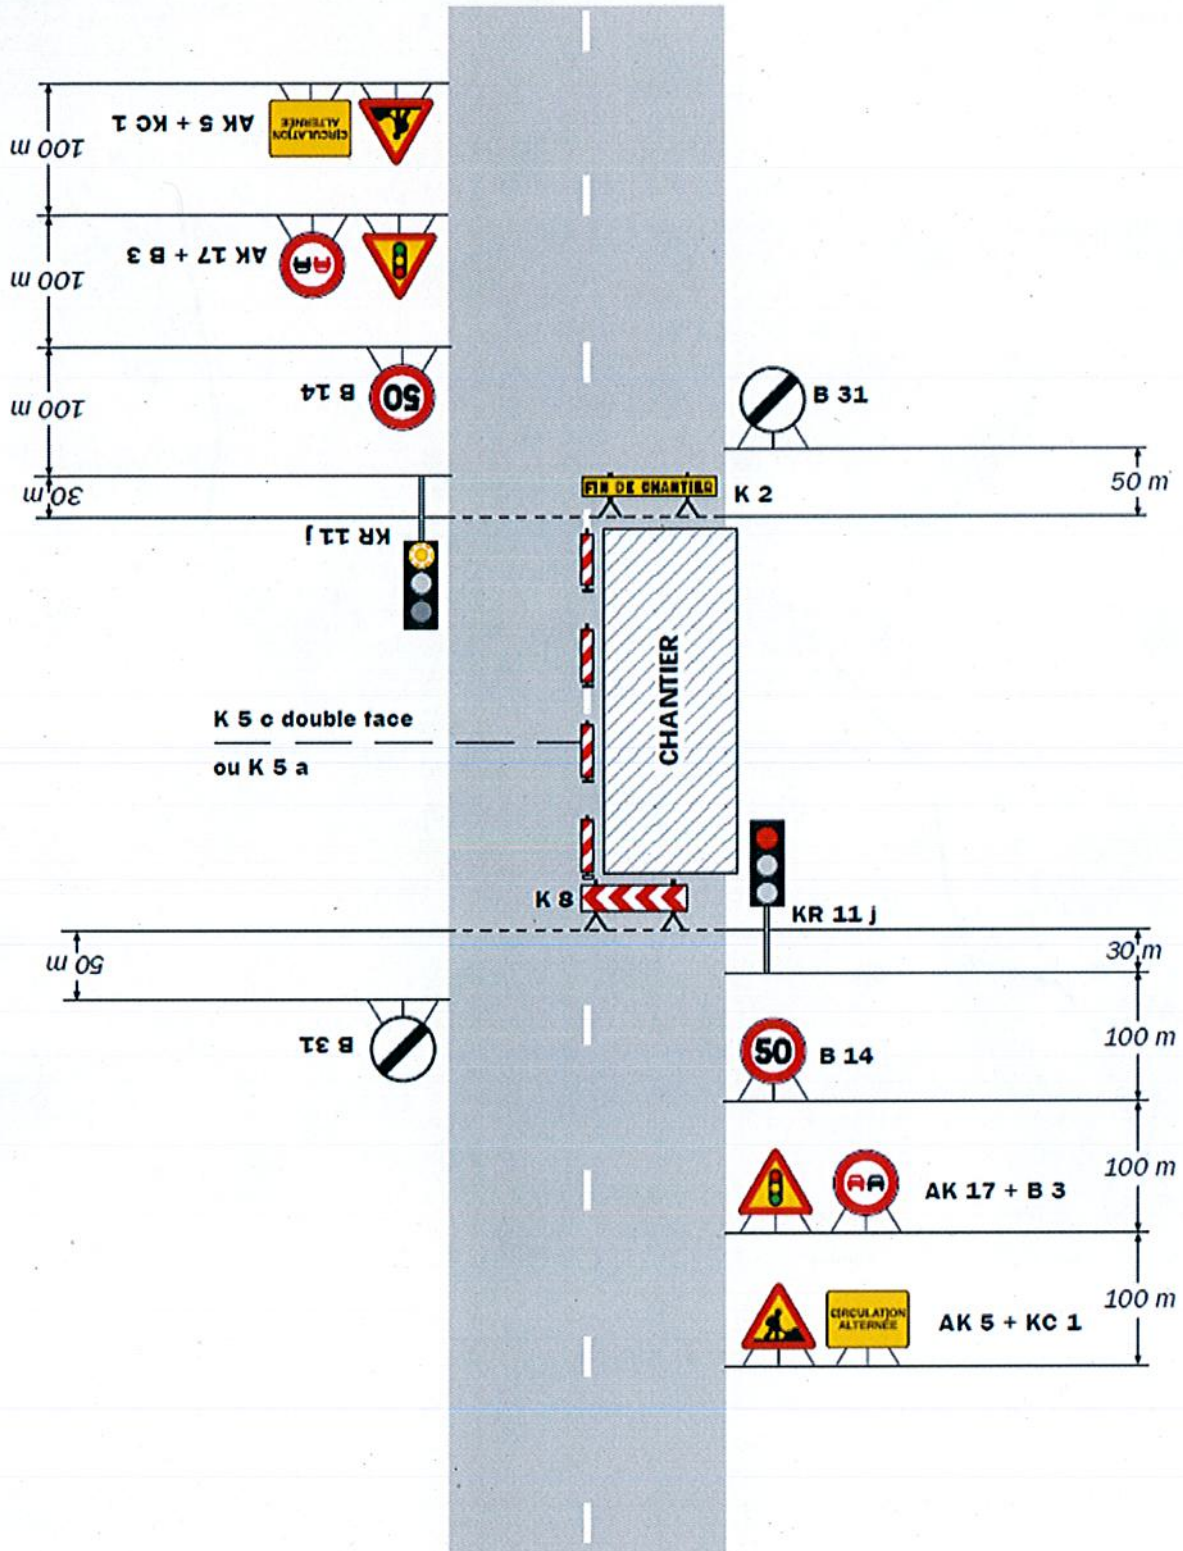 AK 5 + KC 1
CIRCULATION
ALTERNÉE
100 m
AK 17 + B 3
100 m
B 14
50
100 m
30 m
KR 11 j
B 31
50 m
FIN DE CHANTIER
K 2
CHANTIER
K 5 c double face
ou K 5 a
K 8
KR 11 j
50 m
B 31
30 m
50
B 14
100 m
AK 17 + B 3
100 m
CIRCULATION
ALTERNÉE
AK 5 + KC 1
100 m